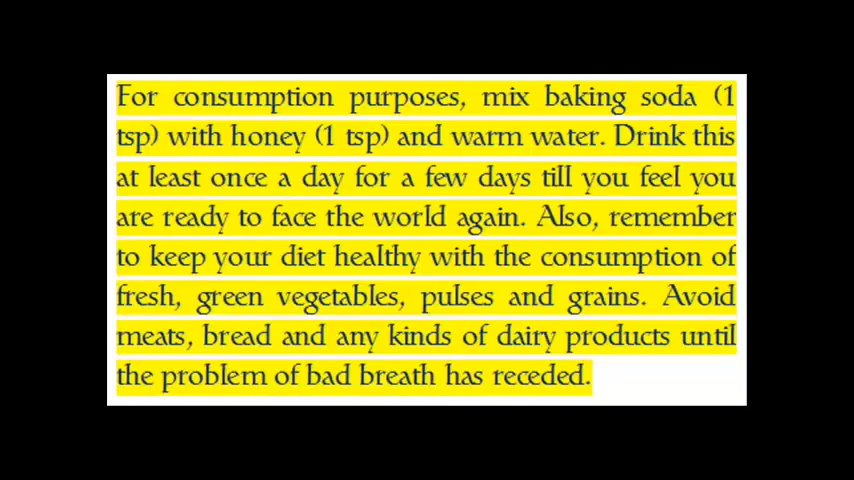 For consumption purposes, mix baking soda (1
tsp) with honey (1 tsp) and warm water. Drink this
at least once a day for a few days till you feel you
are ready to face the world again. Also, remember
to keep your diet healthy with the consumption of
fresh, green vegetables, pulses and grains. Avoid
meats, bread and any kinds of dairy products until
the problem of bad breath has receded.